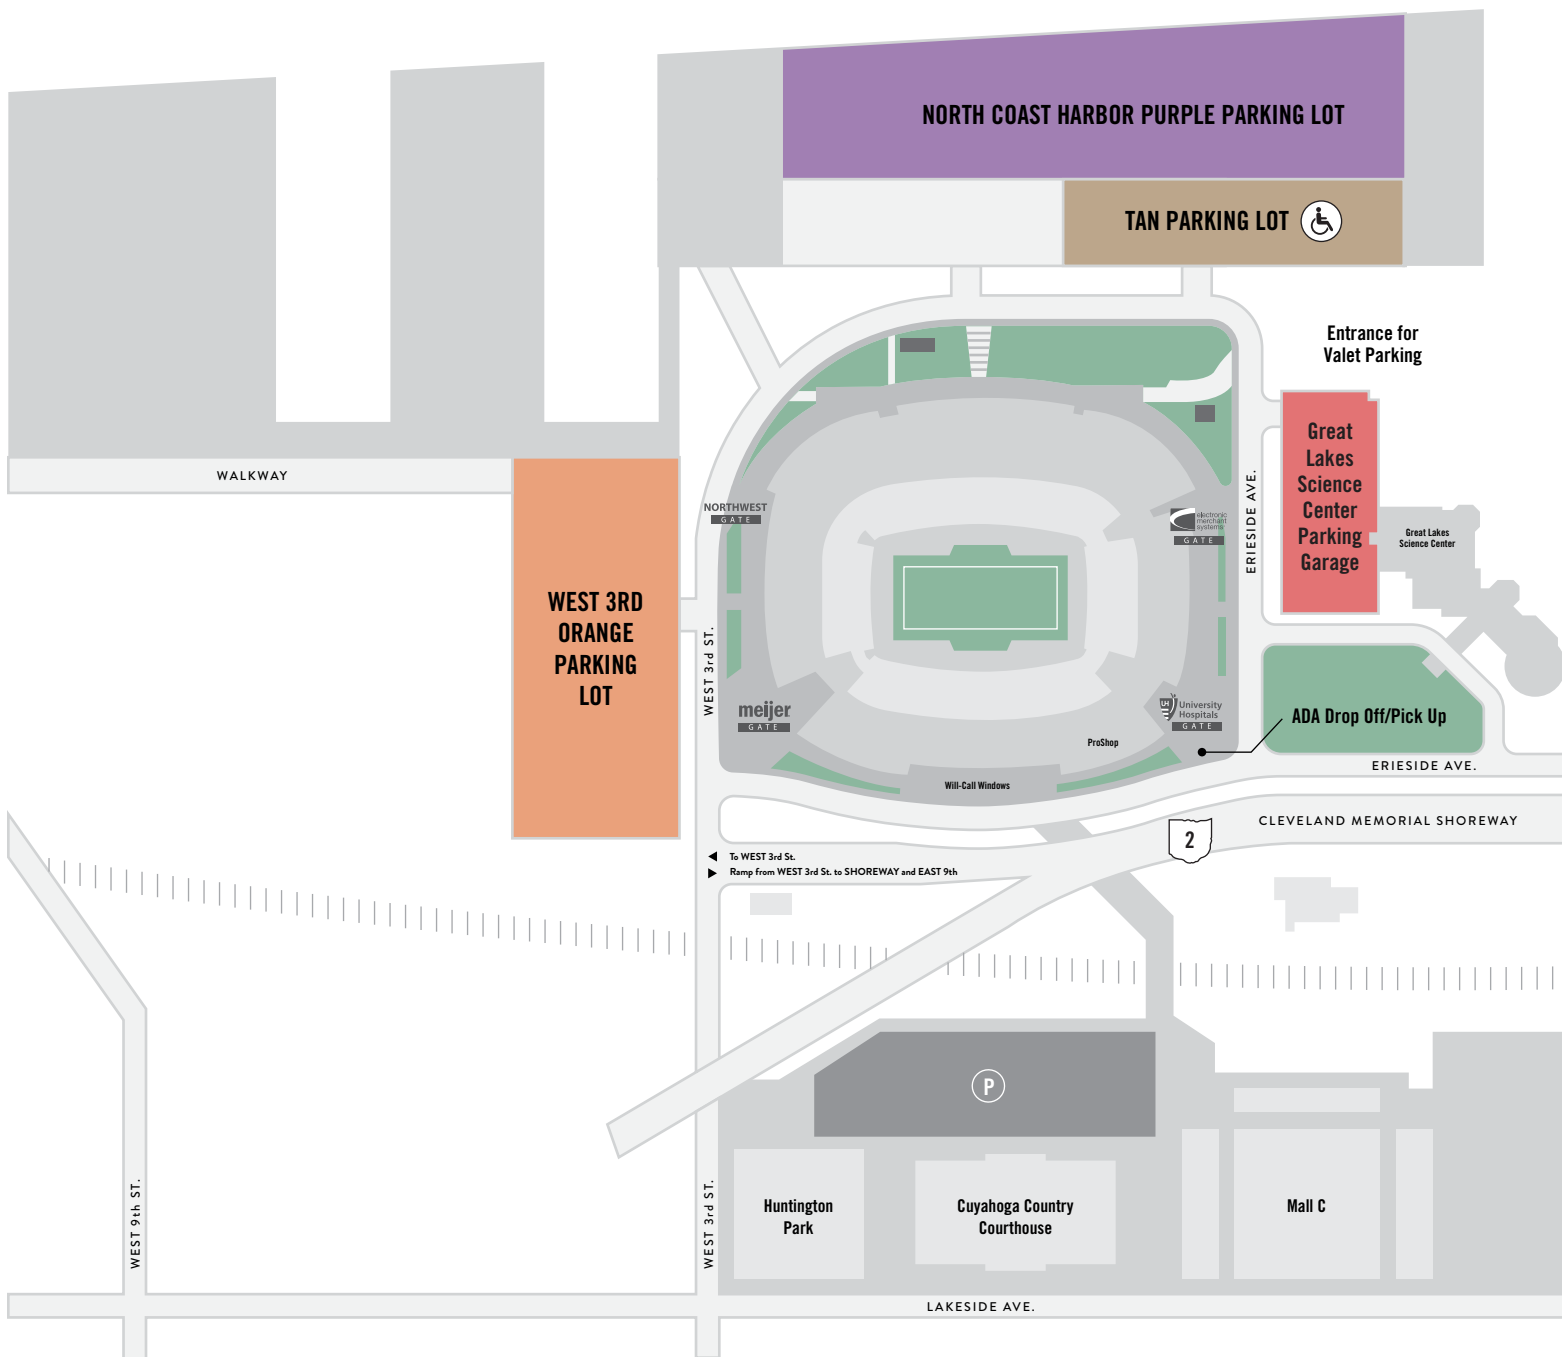 NORTH COAST HARBOR PURPLE PARKING LOT
TAN PARKING LOT
Entrance for
Valet Parking
Great
Lakes
Science
Center
Parking
Garage
Great Lakes
Science Center
WALKWAY
NORTHWEST
GATE
electronic
merchant
systems
GATE
ERIESIDE AVE.
WEST 3RD
ORANGE
PARKING
LOT
WEST 3rd ST.
meijer
GATE
UH
University
Hospitals
GATE
ADA Drop Off/Pick Up
ProShop
Will-Call Windows
ERIESIDE AVE.
CLEVELAND MEMORIAL SHOREWAY
2
To WEST 3rd St.
Ramp from WEST 3rd St. to SHOREWAY and EAST 9th
P
WEST 9th ST.
WEST 3rd ST.
Huntington
Park
Cuyahoga Country
Courthouse
Mall C
LAKESIDE AVE.